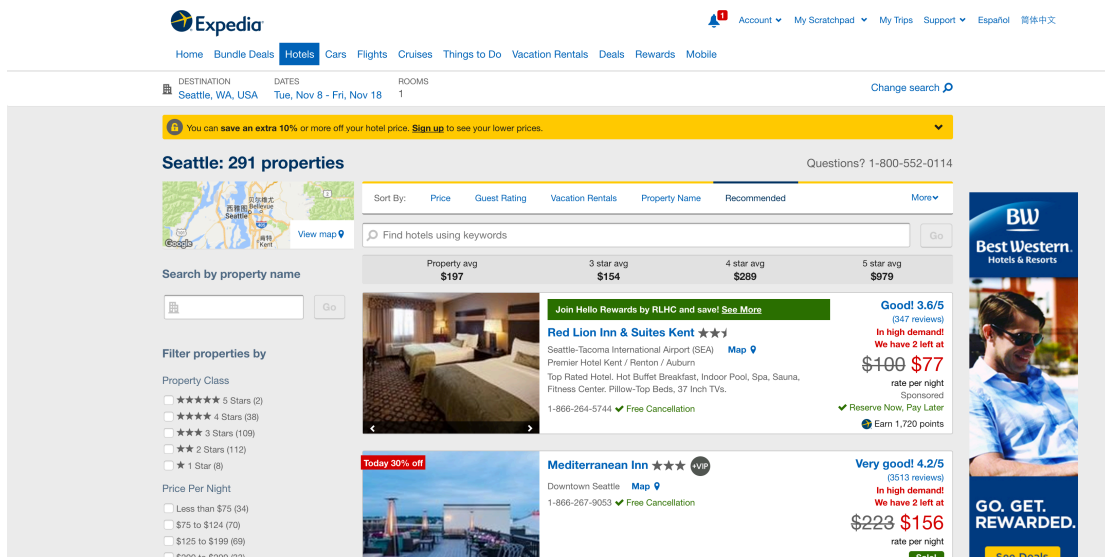 Expedia
1
Account
My Scratchpad
My Trips
Support
Español
简体中文
Home
Bundle Deals
Hotels
Cars
Flights
Cruises
Things to Do
Vacation Rentals
Deals
Rewards
Mobile
DESTINATION
Seattle, WA, USA
DATES
Tue, Nov 8 - Fri, Nov 18
ROOMS
1
Change search
You can save an extra 10% or more off your hotel price. Sign up to see your lower prices.
Seattle: 291 properties
Questions? 1-800-552-0114
西雅图
Seattle
贝尔维尤
Bellevue
肯特
Kent
Google
View map
Search by property name
Go
Filter properties by
Property Class
5 Stars (2)
4 Stars (38)
3 Stars (109)
2 Stars (112)
1 Star (8)
Price Per Night
Less than $75 (34)
$75 to $124 (70)
$125 to $199 (69)
Sort By:
Price
Guest Rating
Vacation Rentals
Property Name
Recommended
More
Find hotels using keywords
Go
Property avg
$197
3 star avg
$154
4 star avg
$289
5 star avg
$979
Join Hello Rewards by RLHC and save! See More
Red Lion Inn & Suites Kent
Seattle-Tacoma International Airport (SEA)
Map
Premier Hotel Kent / Renton / Auburn
Top Rated Hotel. Hot Buffet Breakfast, Indoor Pool, Spa, Sauna,
Fitness Center. Pillow-Top Beds, 37 Inch TVs.
1-866-264-5744
Free Cancellation
Good! 3.6/5
(347 reviews)
In high demand!
We have 2 left at
$100 $77
rate per night
Sponsored
Reserve Now, Pay Later
Earn 1,720 points
Today 30% off
Mediterranean Inn
+VIP
Downtown Seattle
Map
1-866-267-9053
Free Cancellation
Very good! 4.2/5
(3513 reviews)
In high demand!
We have 2 left at
$223 $156
rate per night
Sale!
BW
Best Western
Hotels & Resorts
GO. GET.
REWARDED.
See Deals